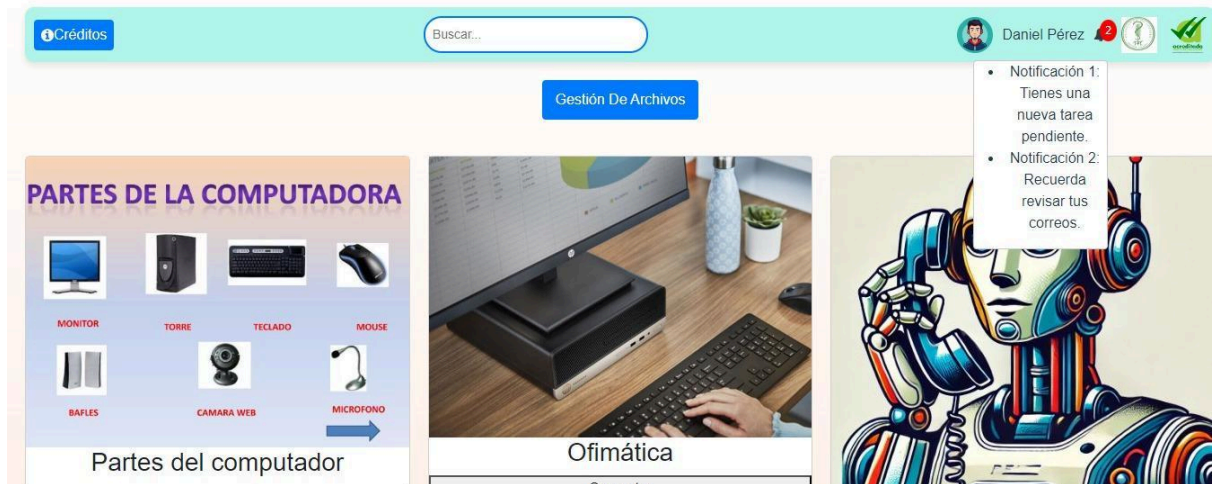 Créditos
Buscar...
Daniel Pérez
2
acreditada
Gestión De Archivos
Notificación 1:
Tienes una
nueva tarea
pendiente.
Notificación 2:
Recuerda
revisar tus
correos.
PARTES DE LA COMPUTADORA
MONITOR
TORRE
TECLADO
MOUSE
BAFLES
CAMARA WEB
MICROFONO
Partes del computador
Ofimática